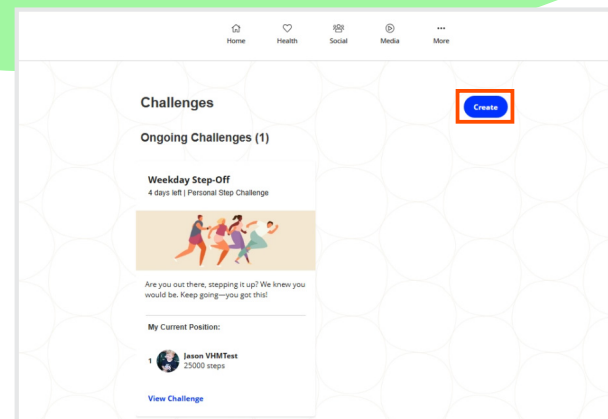 Home Health Social Media More
Challenges
Create
Ongoing Challenges (1)
Weekday Step-Off
4 days left | Personal Step Challenge
Are you out there, stepping it up? We knew you
would be. Keep going—you got this!
My Current Position:
1 Jason VHMTest
25000 steps
View Challenge